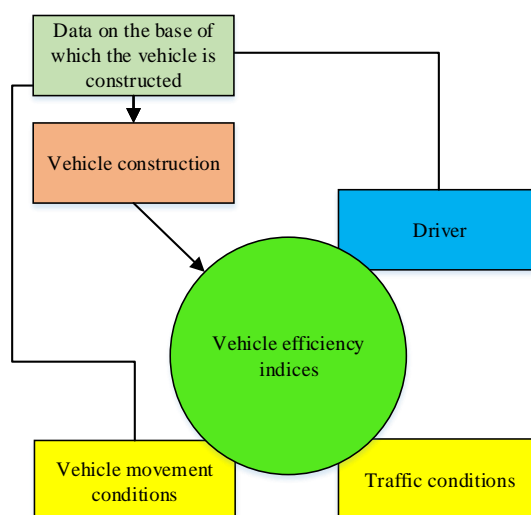 Data on the base of
which the vehicle is
constructed
Vehicle construction
Driver
Vehicle efficiency
indices
Vehicle movement
conditions
Traffic conditions